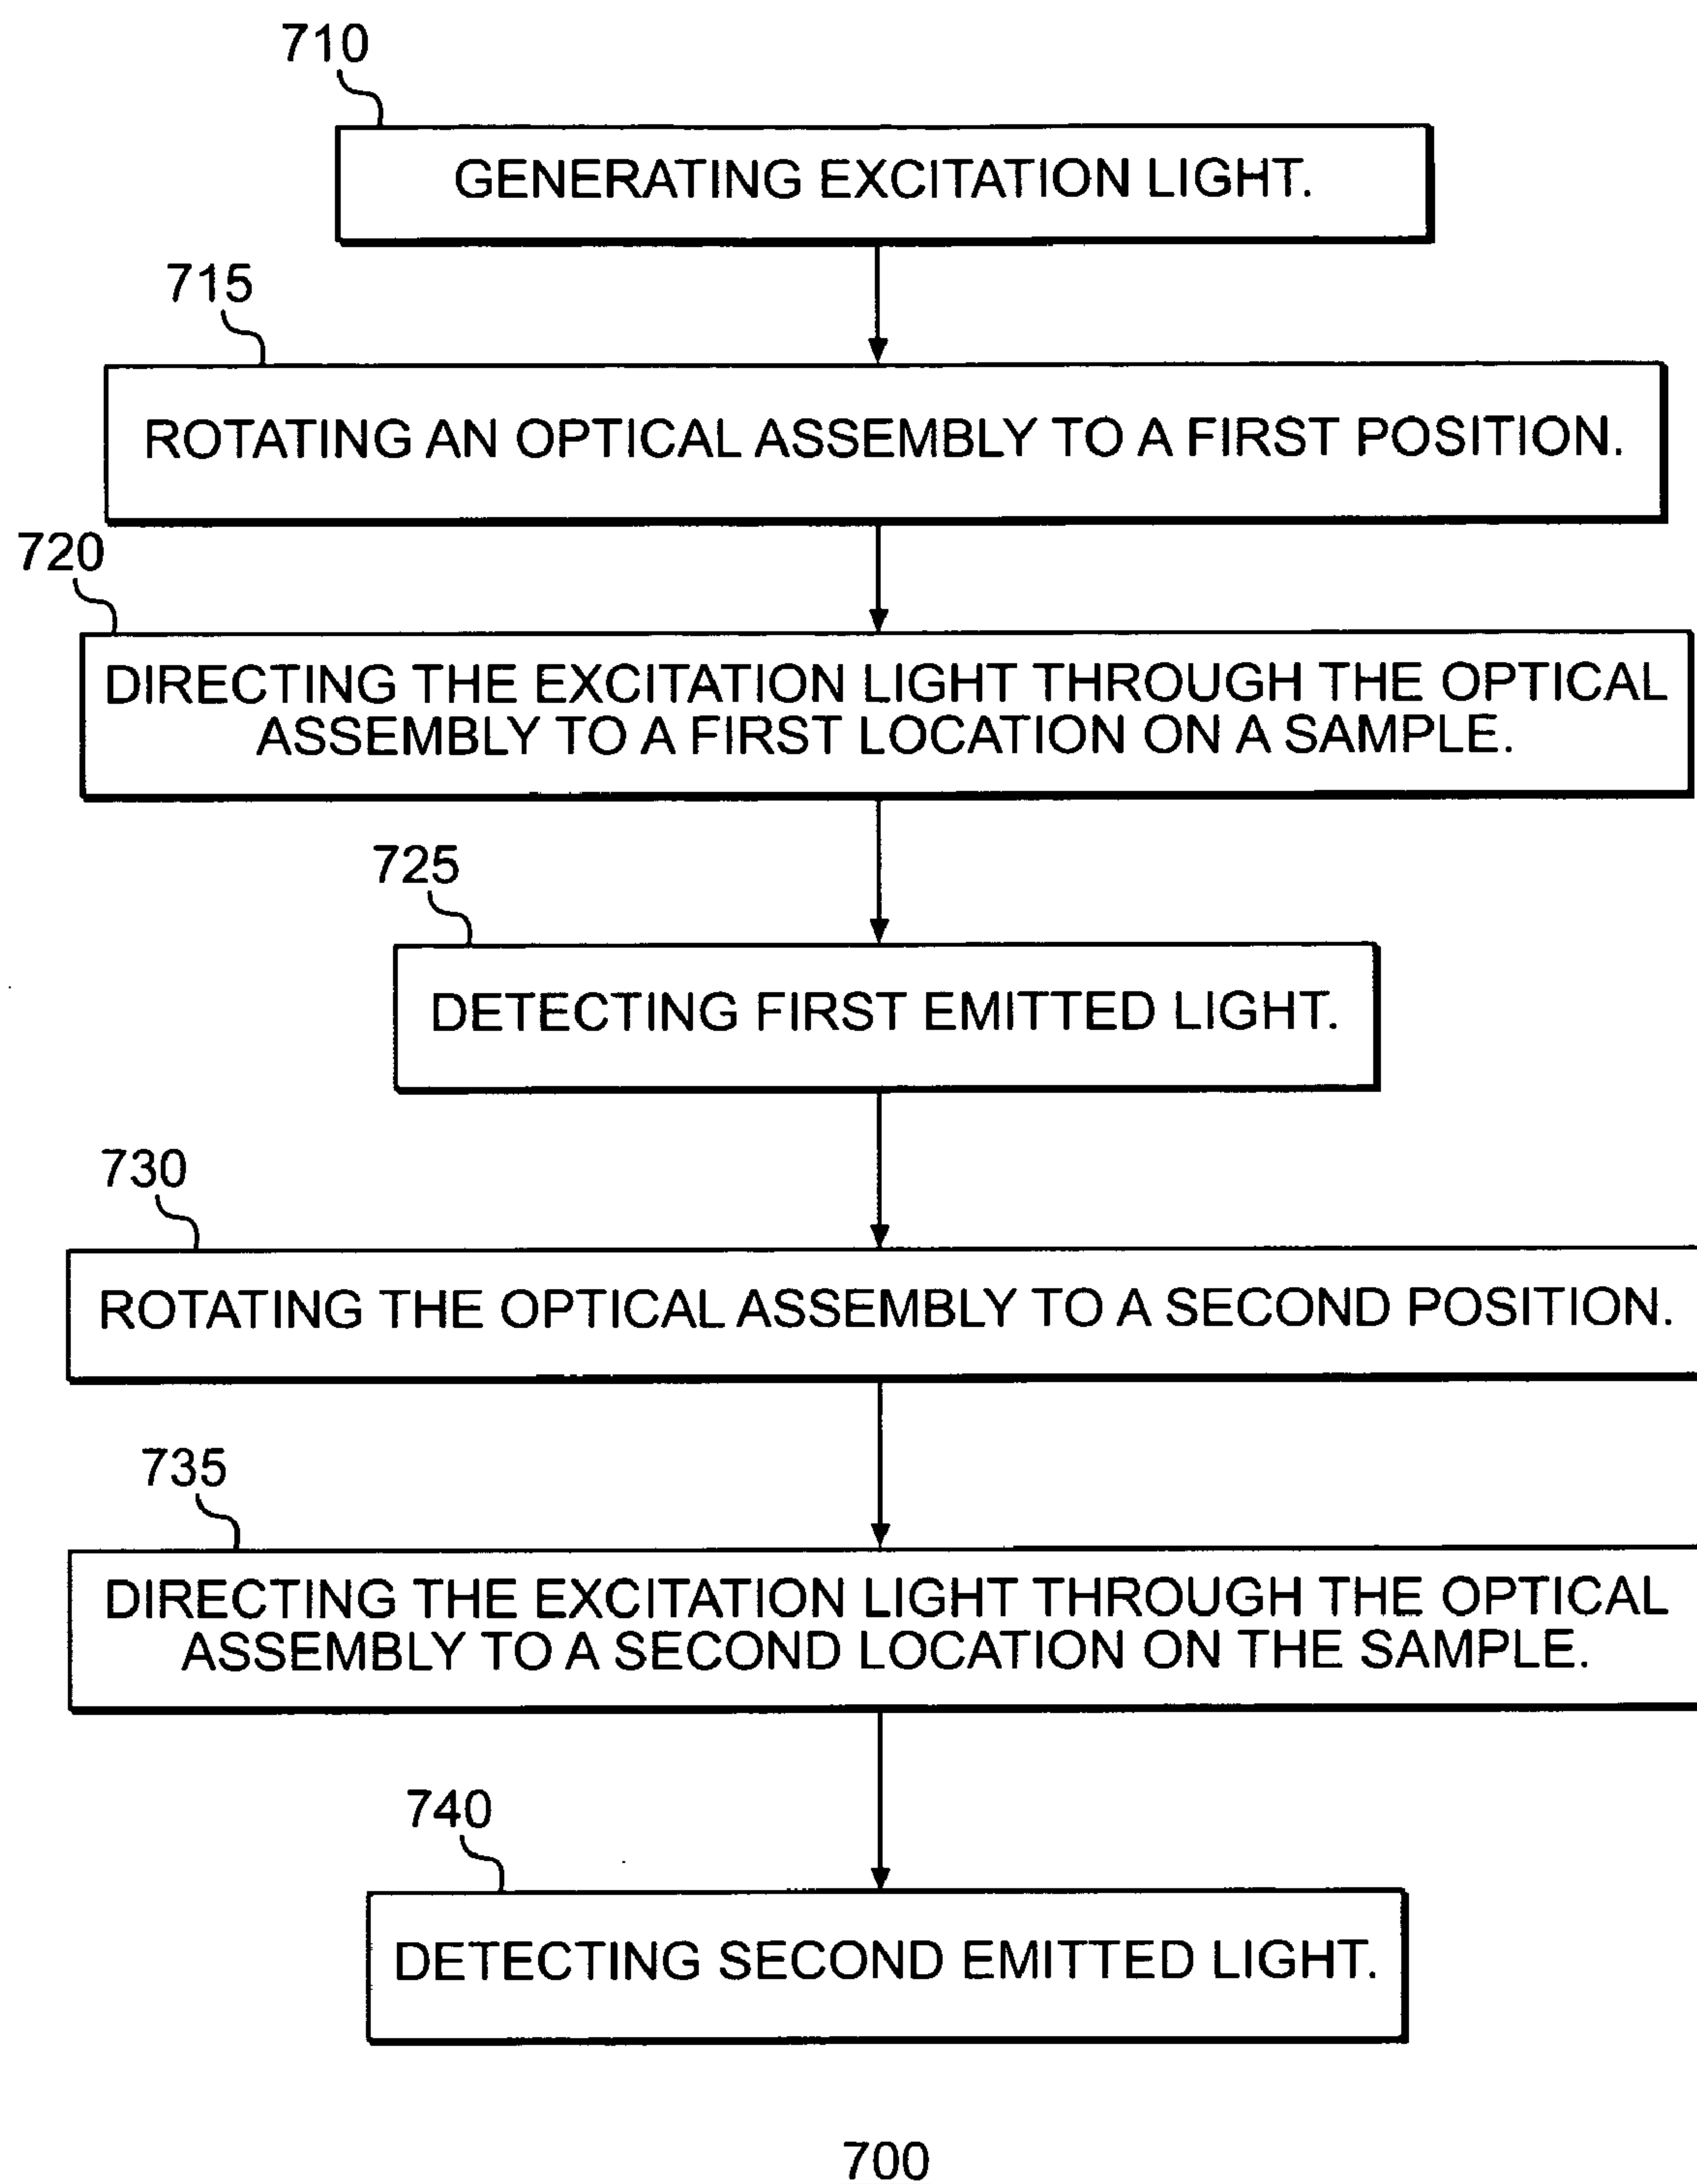 710
GENERATING EXCITATION LIGHT.
715
ROTATING AN OPTICAL ASSEMBLY TO A FIRST POSITION.
720
DIRECTING THE EXCITATION LIGHT THROUGH THE OPTICAL
ASSEMBLY TO A FIRST LOCATION ON A SAMPLE.
725
DETECTING FIRST EMITTED LIGHT.
730
ROTATING THE OPTICAL ASSEMBLY TO A SECOND POSITION.
735
DIRECTING THE EXCITATION LIGHT THROUGH THE OPTICAL
ASSEMBLY TO A SECOND LOCATION ON THE SAMPLE.
740
DETECTING SECOND EMITTED LIGHT.
700